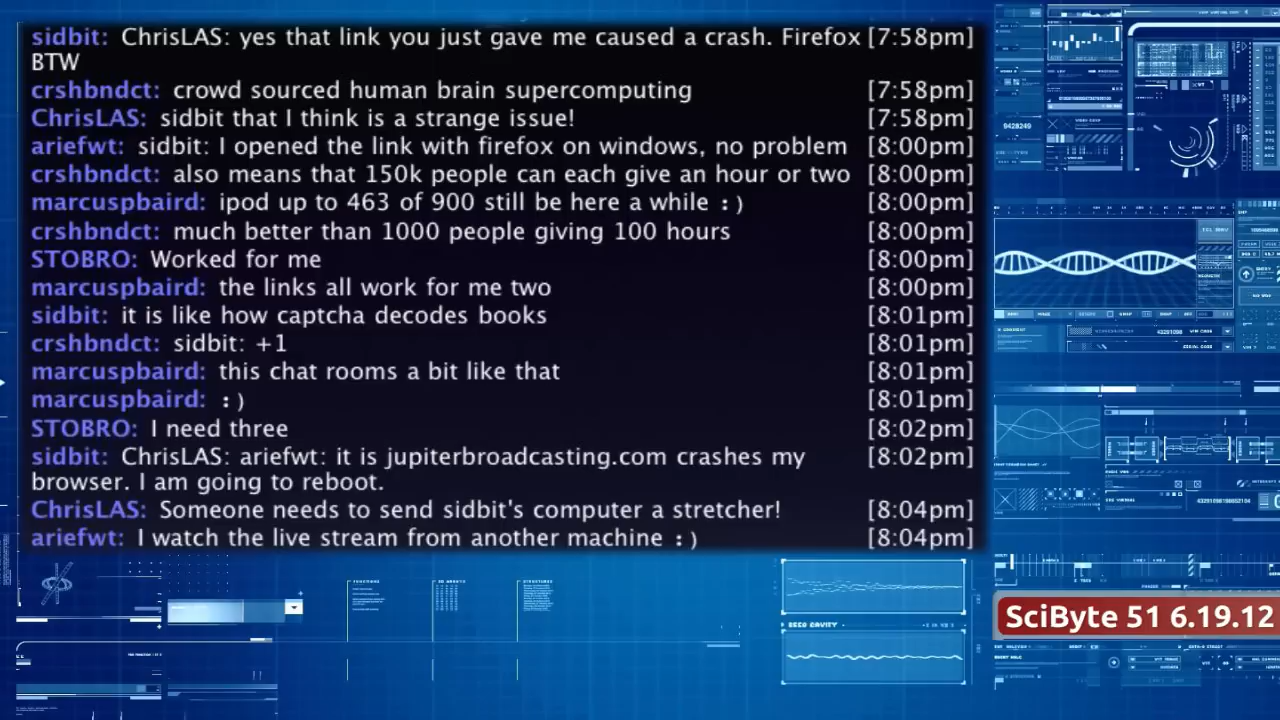 sidbit: ChrisLAS: yes that link you just gave me caused a crash. Firefox [7:58pm]
BTW
crshbndct: crowd sourced human brain supercomputing [7:58pm]
ChrisLAS: sidbit that I think is a strange issue! [7:58pm]
ariefwt: sidbit: I opened the link with firefox on windows, no problem [8:00pm]
crshbndct: also means that 150k people can each give an hour or two [8:00pm]
marcuspbaird: ipod up to 463 of 900 still be here a while :) [8:00pm]
crshbndct: much better than 1000 people giving 100 hours [8:00pm]
STOBRO: Worked for me [8:00pm]
marcuspbaird: the links all work for me two [8:00pm]
sidbit: it is like how captcha decodes books [8:01pm]
crshbndct: sidbit: +1 [8:01pm]
marcuspbaird: this chat rooms a bit like that [8:01pm]
marcuspbaird: :) [8:01pm]
STOBRO: I need three [8:02pm]
sidbit: ChrisLAS: ariefwt: it is jupiterbroadcasting.com crashes my [8:02pm]
browser. I am going to reboot.
ChrisLAS: Someone needs to send sidbit's computer a stretcher! [8:04pm]
ariefwt: I watch the live stream from another machine :) [8:04pm]
9428249
SciByte 51 6.19.12